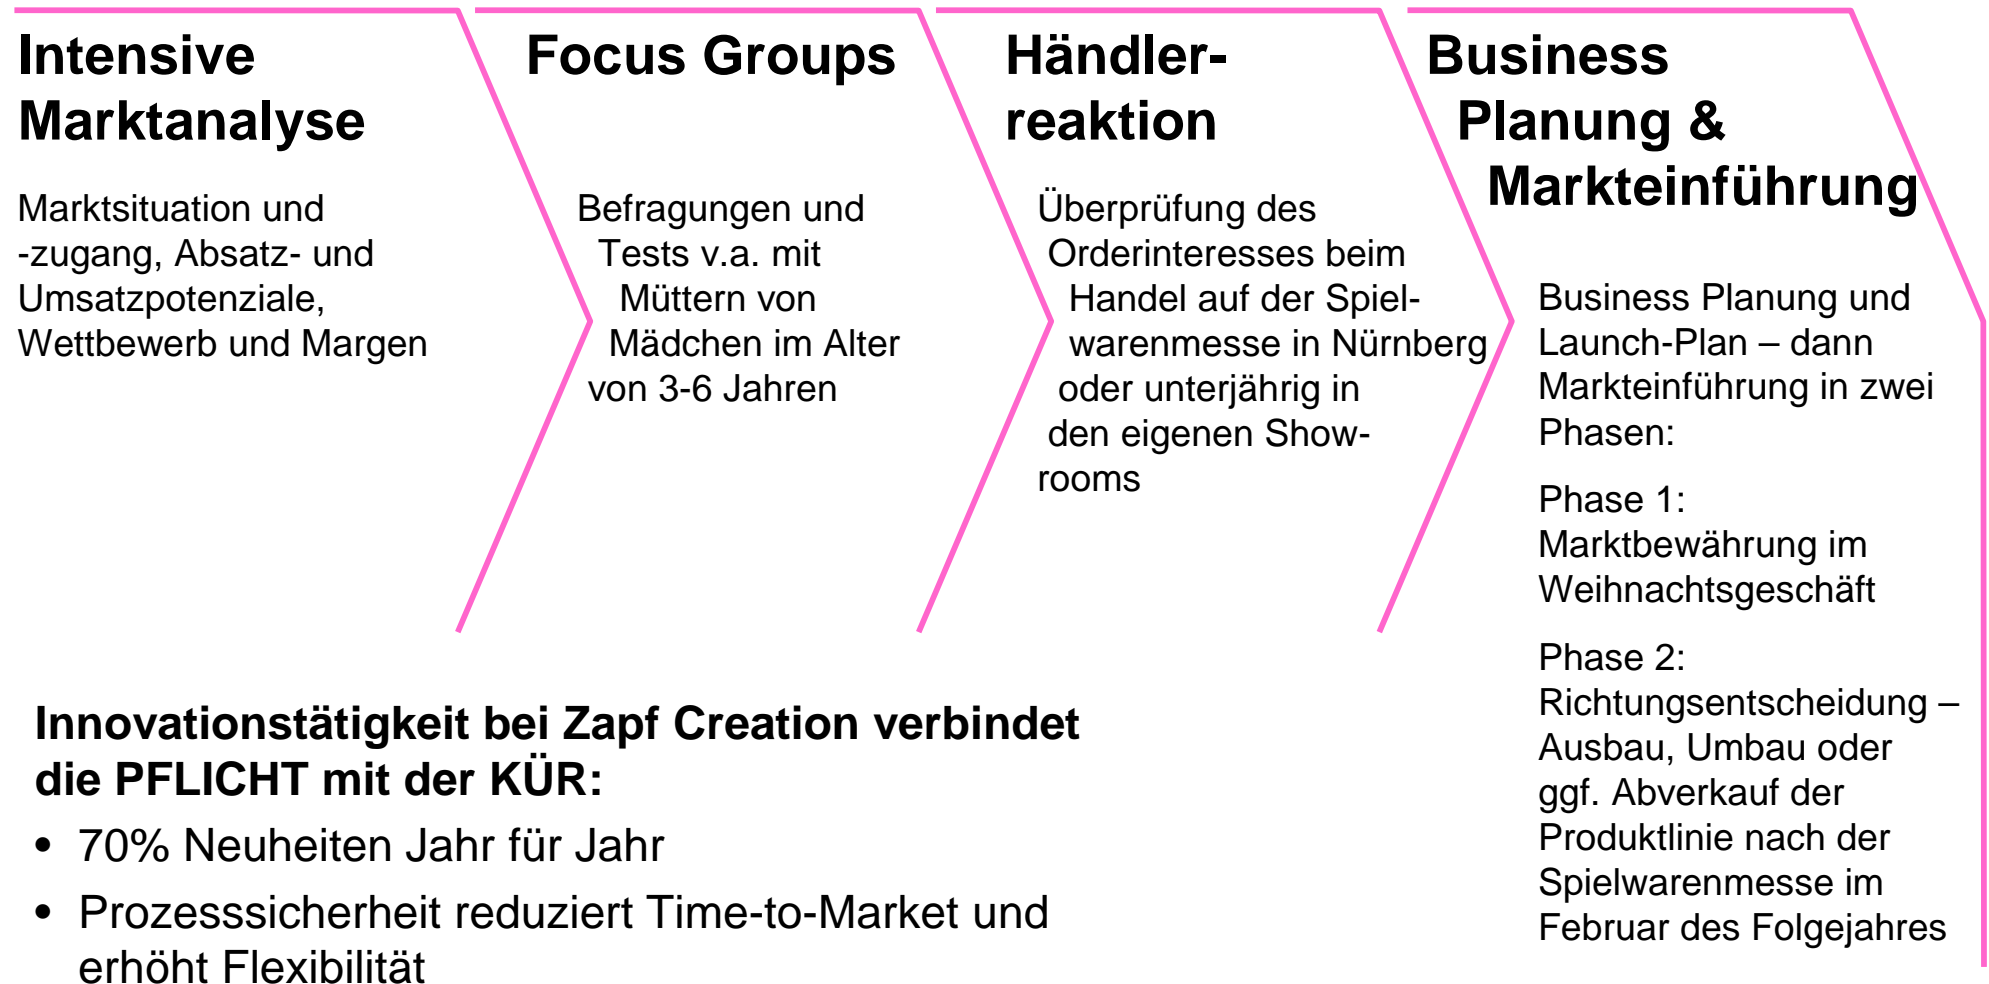 Intensive
Marktanalyse
Marktsituation und
-zugang, Absatz- und
Umsatzpotenziale,
Wettbewerb und Margen
Focus Groups
Befragungen und
Tests v.a. mit
Müttern von
Mädchen im Alter
von 3-6 Jahren
Händler-
reaktion
Überprüfung des
Orderinteresses beim
Handel auf der Spiel-
warenmesse in Nürnberg
oder unterjährig in
den eigenen Show-
rooms
Business
Planung &
Markteinführung
Business Planung und
Launch-Plan – dann
Markteinführung in zwei
Phasen:
Phase 1:
Marktbewährung im
Weihnachtsgeschäft
Phase 2:
Richtungsentscheidung –
Ausbau, Umbau oder
ggf. Abverkauf der
Produktlinie nach der
Spielwarenmesse im
Februar des Folgejahres
Innovationstätigkeit bei Zapf Creation verbindet
die PFLICHT mit der KÜR:
• 70% Neuheiten Jahr für Jahr
• Prozesssicherheit reduziert Time-to-Market und
erhöht Flexibilität